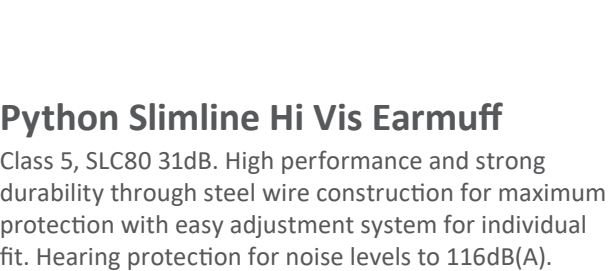 Python Slimline Hi Vis Earmuff
Class 5, SLC80 31dB. High performance and strong
durability through steel wire construction for maximum
protection with easy adjustment system for individual
fit. Hearing protection for noise levels to 116dB(A).